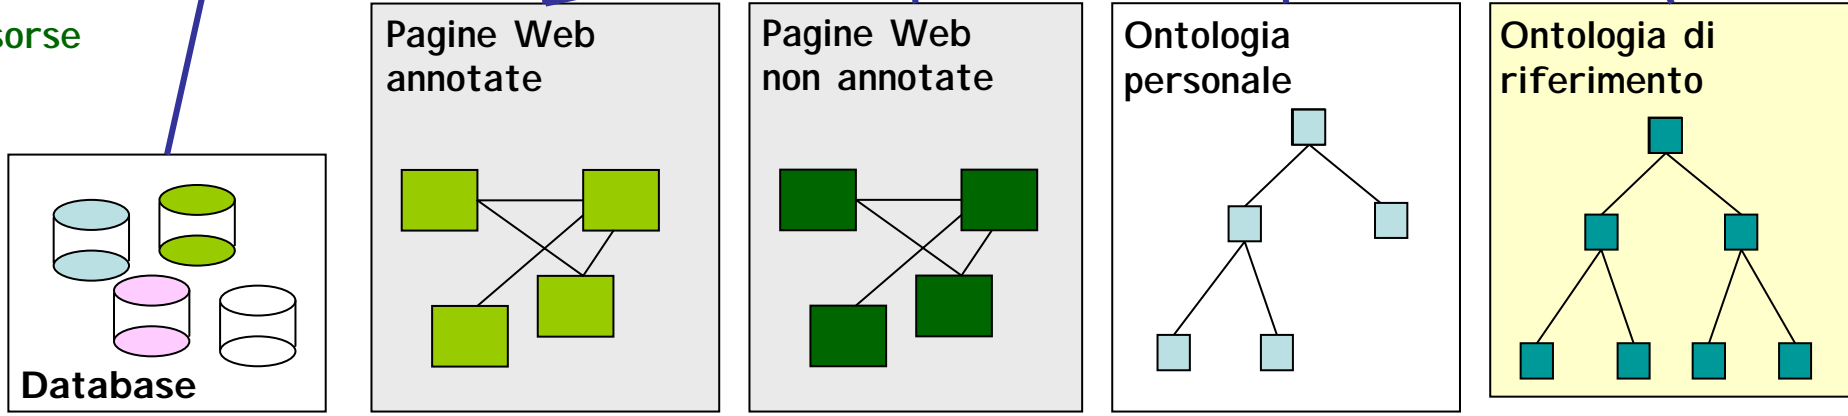 sorse
Pagine Web
annotate
Pagine Web
non annotate
Ontologia
personale
Ontologia di
riferimento
Database